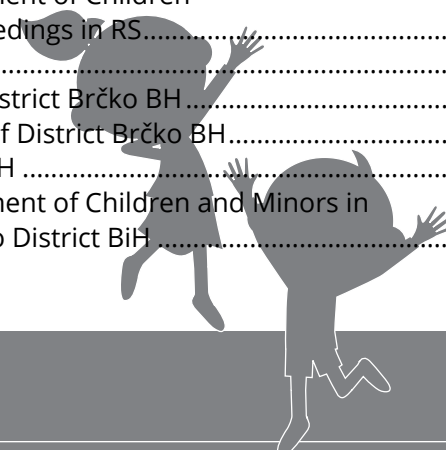 ment of Children
edings in RS......................................................
.............................................................................
strict Brčko BH................................................
f District Brčko BH.........................................
H ........................................................................
ment of Children and Minors in
o District BiH ....................................................